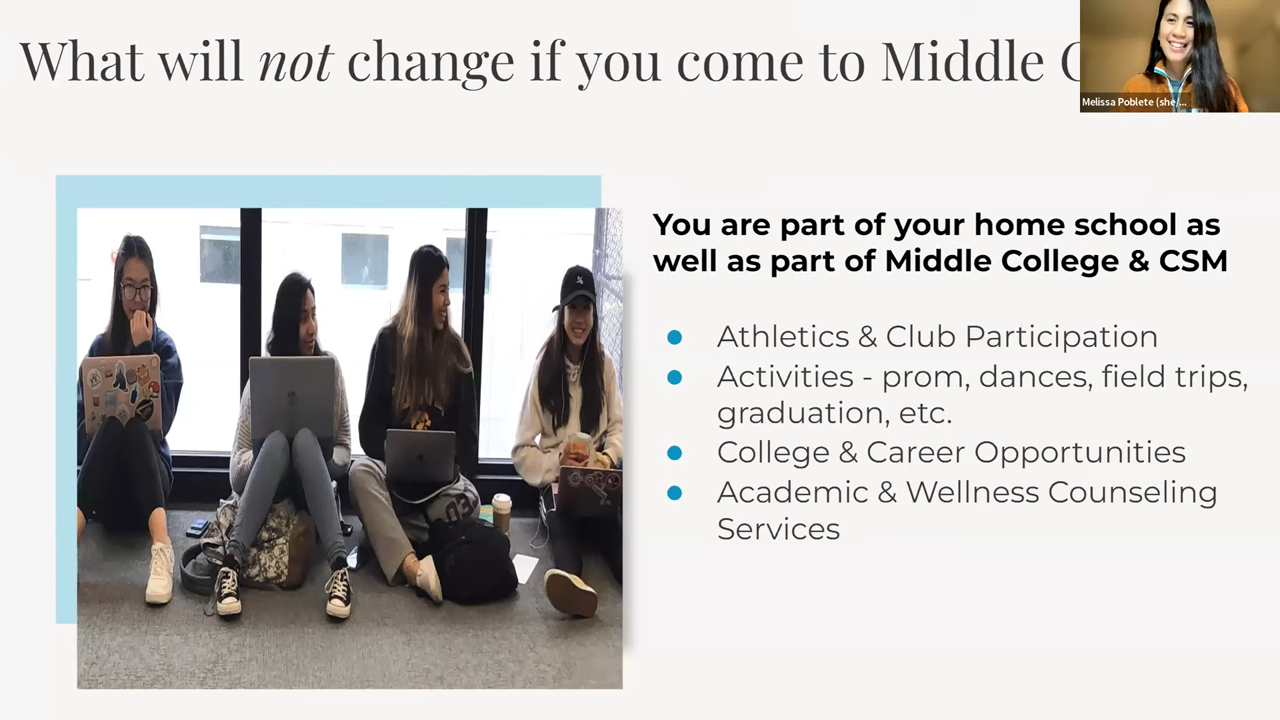 What will not change if you come to Middle C
Melissa Poblete (she/...
You are part of your home school as
well as part of Middle College & CSM
● Athletics & Club Participation
● Activities - prom, dances, field trips,
graduation, etc.
● College & Career Opportunities
● Academic & Wellness Counseling
Services